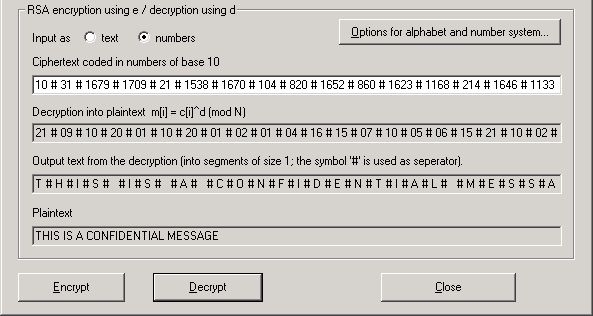 RSA encryption using e / decryption using d
Input as text numbers Options for alphabet and number system...
Ciphertext coded in numbers of base 10
10 # 31 # 1679 # 1709 # 21 # 1538 # 1670 # 104 # 820 # 1652 # 860 # 1623 # 1168 # 214 # 1646 # 1133
Decryption into plaintext m[i] = c[i]^d (mod N)
21 # 09 # 10 # 20 # 01 # 10 # 20 # 01 # 02 # 01 # 04 # 16 # 15 # 07 # 10 # 05 # 06 # 15 # 21 # 10 # 02 #
Output text from the decryption (into segments of size 1; the symbol '#' is used as seperator).
T # H # I # S # # I # S # # A # # C # O # N # F # I # D # E # N # T # I # A # L # # M # E # S # S # A
Plaintext
THIS IS A CONFIDENTIAL MESSAGE
Encrypt Decrypt Close